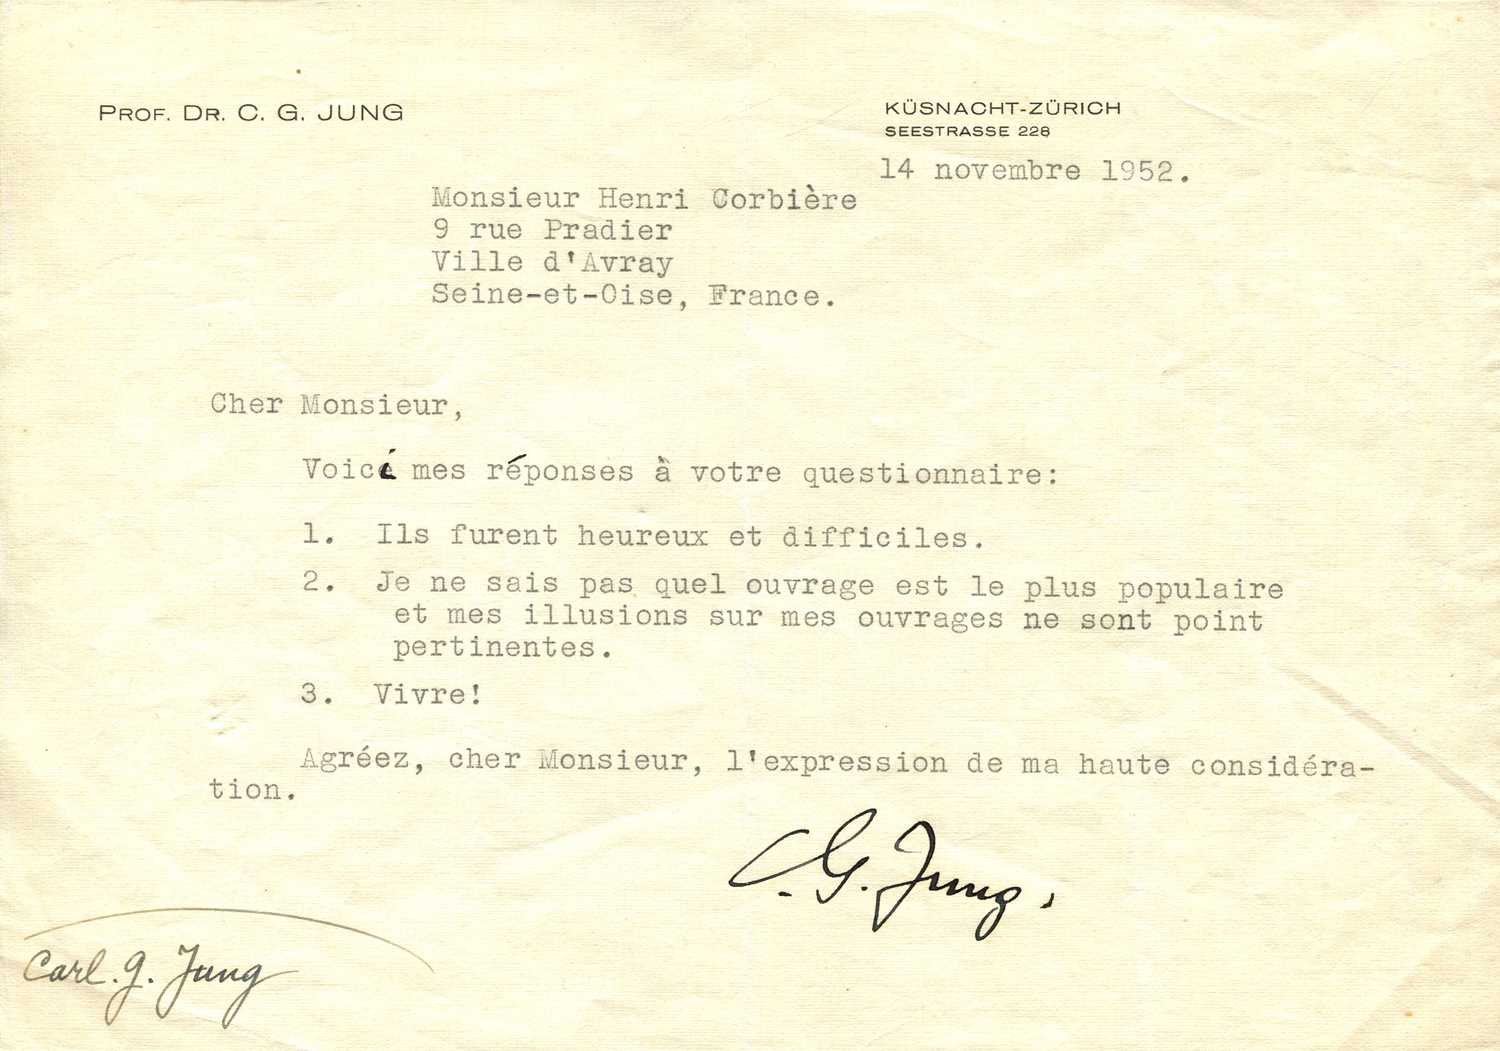 PROF. DR. C. G. JUNG
KÜSNACHT-ZÜRICH
SEESTRASSE 228
14 novembre 1952.
Monsieur Henri Corbière
9 rue Pradier
Ville d'Avray
Seine-et-Oise, France.
Cher Monsieur,
Voici mes réponses à votre questionnaire:
1. Ils furent heureux et difficiles.
2. Je ne sais pas quel ouvrage est le plus populaire
et mes illusions sur mes ouvrages ne sont point
pertinentes.
3. Vivre!
Agréez, cher Monsieur, l'expression de ma haute considéra-
tion.
C. G. Jung.
Carl. G. Jung